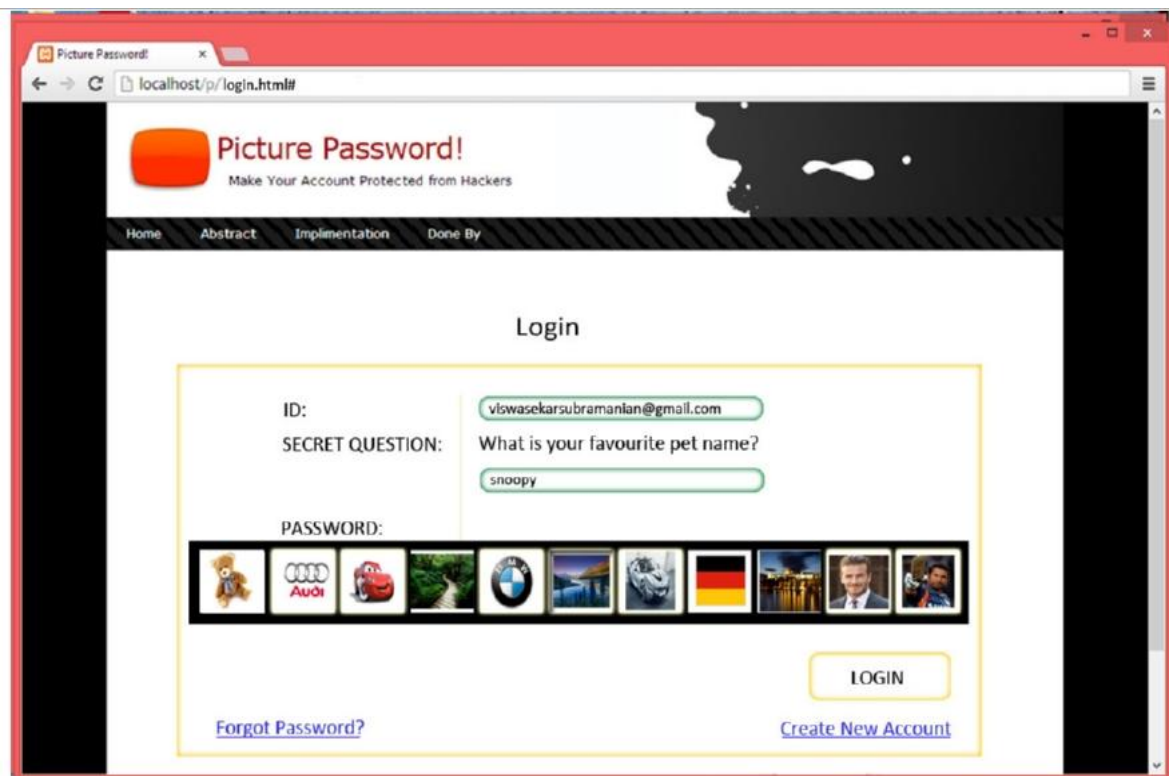 Picture Password!
localhost/p/login.html#
Picture Password!
Make Your Account Protected from Hackers
Home Abstract Implimentation Done By
Login
ID: viswasekarsubramanian@gmail.com
SECRET QUESTION: What is your favourite pet name?
snoopy
PASSWORD:
Audi
BMW
LOGIN
Forgot Password? Create New Account